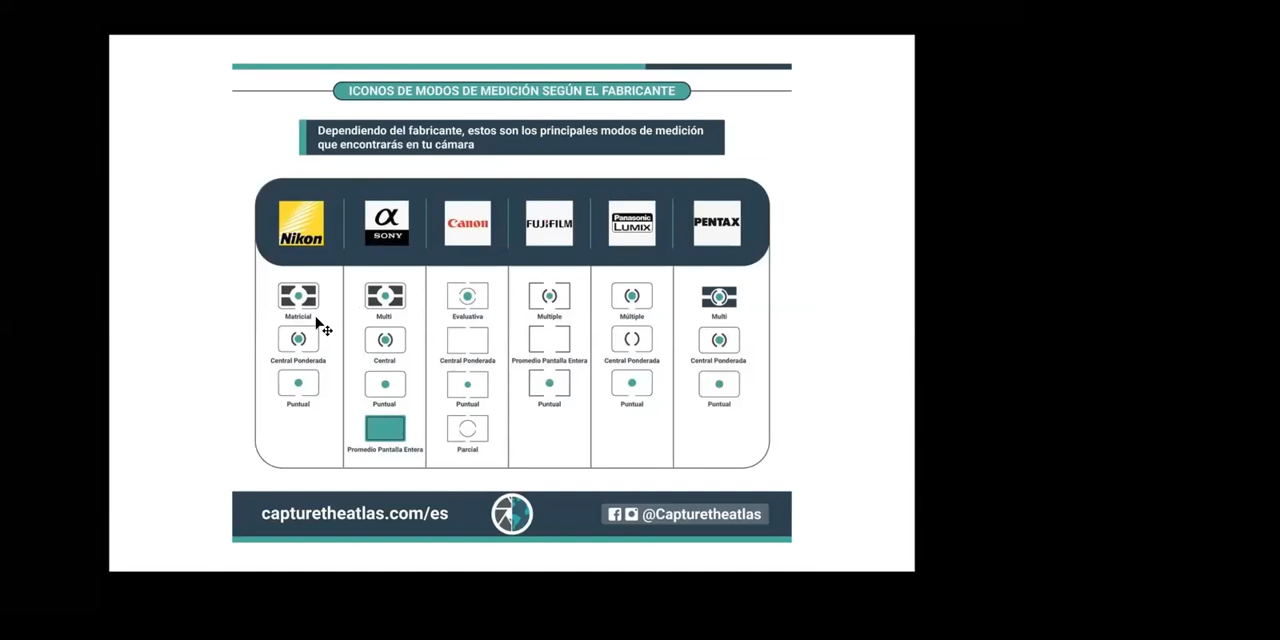 ICONOS DE MODOS DE MEDICIÓN SEGÚN EL FABRICANTE
Dependiendo del fabricante, estos son los principales modos de medición
que encontrarás en tu cámara
Nikon
α
SONY
Canon
FUJIFILM
Panasonic
LUMIX
PENTAX
Matricial
Multi
Evaluativa
Multiple
Múltiple
Multi
Central Ponderada
Central
Central Ponderada
Promedio Pantalla Entera
Central Ponderada
Central Ponderada
Puntual
Puntual
Puntual
Puntual
Puntual
Puntual
Promedio Pantalla Entera
Parcial
capturetheatlas.com/es
@Capturetheatlas